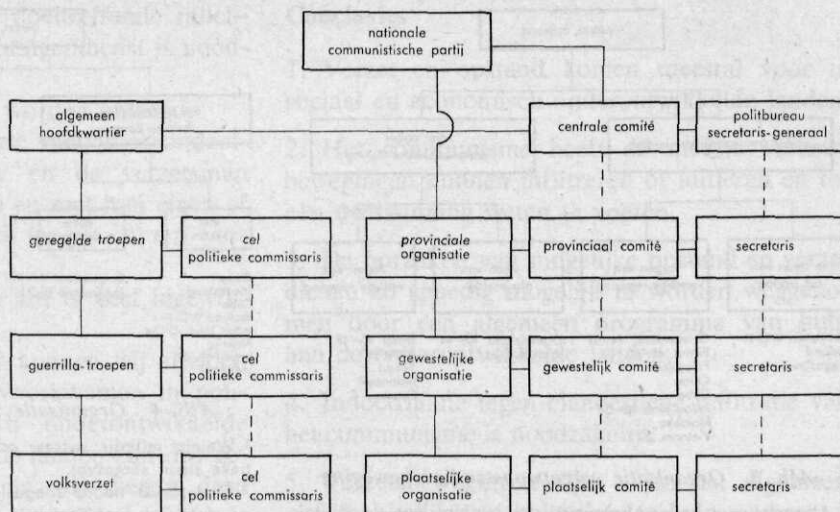 nationale
communistische partij
algemeen
hoofdkwartier
centrale comité
politbureau
secretaris-generaal
geregelde troepen
cel
politieke commissaris
provinciale
organisatie
provinciaal comité
secretaris
guerrilla-troepen
cel
politieke commissaris
gewestelijke
organisatie
gewestelijk comité
secretaris
volksverzet
cel
politieke commissaris
plaatselijke
organisatie
plaatselijk comité
secretaris